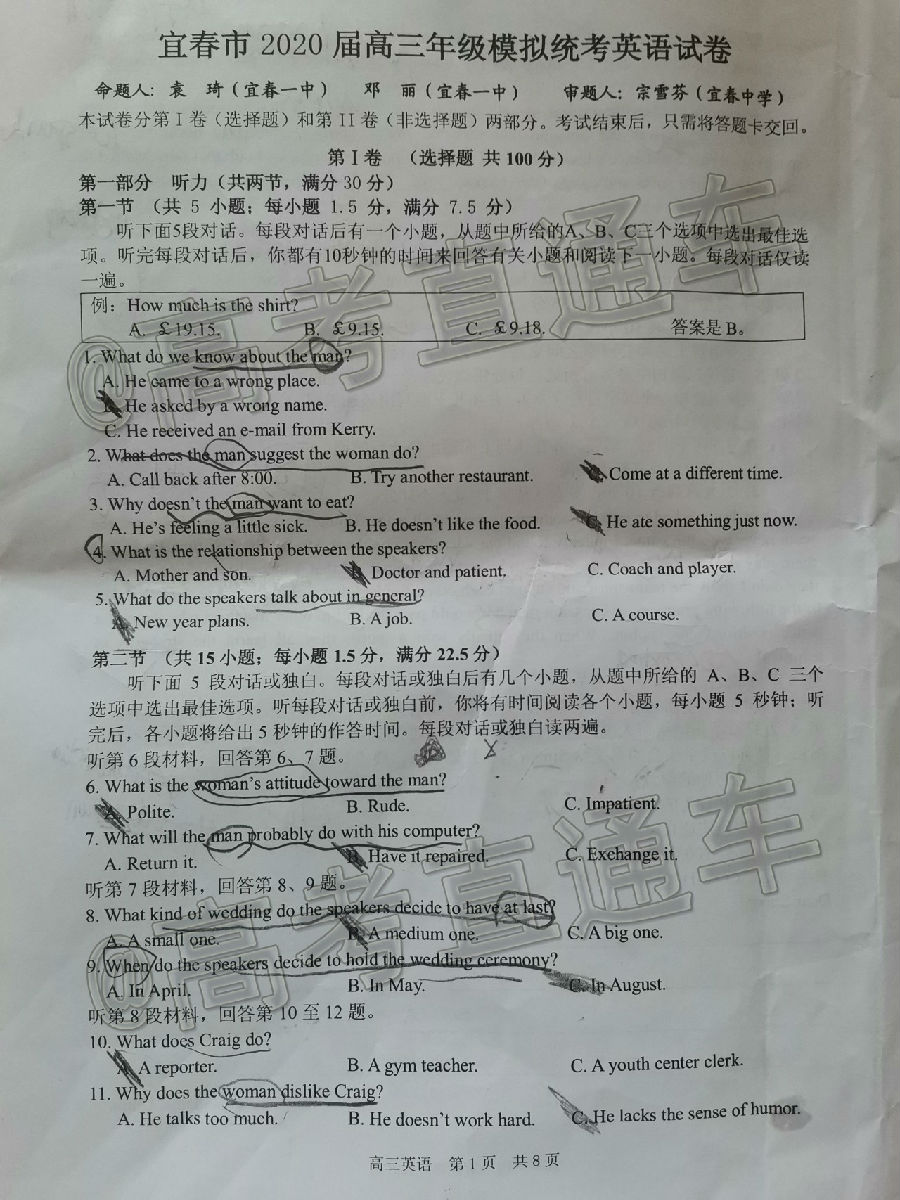 宜春市 2020 届高三年级模拟统考英语试卷
命题人：袁 琦（宜春一中） 邓 丽（宜春一中） 审题人：宗雪芬（宜春中学）
本试卷分第 I 卷（选择题）和第 II 卷（非选择题）两部分。考试结束后，只需将答题卡交回。
第 I 卷 （选择题 共 100 分）
第一部分 听力（共两节，满分 30 分）
第一节 （共 5 小题；每小题 1.5 分，满分 7.5 分）
听下面5段对话。每段对话后有一个小题，从题中所给的A、B、C三个选项中选出最佳选
项。听完每段对话后，你都有10秒钟的时间来回答有关小题和阅读下一小题。每段对话仅读
一遍。
例：How much is the shirt?
A. £19.15. B. £9.15. C. £9.18. 答案是 B。
1. What do we know about the man?
A. He came to a wrong place.
B. He asked by a wrong name.
C. He received an e-mail from Kerry.
2. What does the man suggest the woman do?
A. Call back after 8:00. B. Try another restaurant. C. Come at a different time.
3. Why doesn't the man want to eat?
A. He's feeling a little sick. B. He doesn't like the food. C. He ate something just now.
4. What is the relationship between the speakers?
A. Mother and son. B. Doctor and patient. C. Coach and player.
5. What do the speakers talk about in general?
A. New year plans. B. A job. C. A course.
第二节 （共 15 小题；每小题 1.5 分，满分 22.5 分）
听下面 5 段对话或独白。每段对话或独白后有几个小题，从题中所给的 A、B、C 三个
选项中选出最佳选项。听每段对话或独白前，你将有时间阅读各个小题，每小题 5 秒钟；听
完后，各小题将给出 5 秒钟的作答时间。每段对话或独白读两遍。
听第 6 段材料，回答第 6、7 题。
6. What is the woman's attitude toward the man?
A. Polite. B. Rude. C. Impatient.
7. What will the man probably do with his computer?
A. Return it. B. Have it repaired. C. Exchange it.
听第 7 段材料，回答第 8、9 题。
8. What kind of wedding do the speakers decide to have at last?
A. A small one. B. A medium one. C. A big one.
9. When do the speakers decide to hold the wedding ceremony?
A. In April. B. In May. C. In August.
听第 8 段材料，回答第 10 至 12 题。
10. What does Craig do?
A. A reporter. B. A gym teacher. C. A youth center clerk.
11. Why does the woman dislike Craig?
A. He talks too much. B. He doesn't work hard. C. He lacks the sense of humor.
高三英语 第 1 页 共 8 页
@高考直通车
@高考直通车